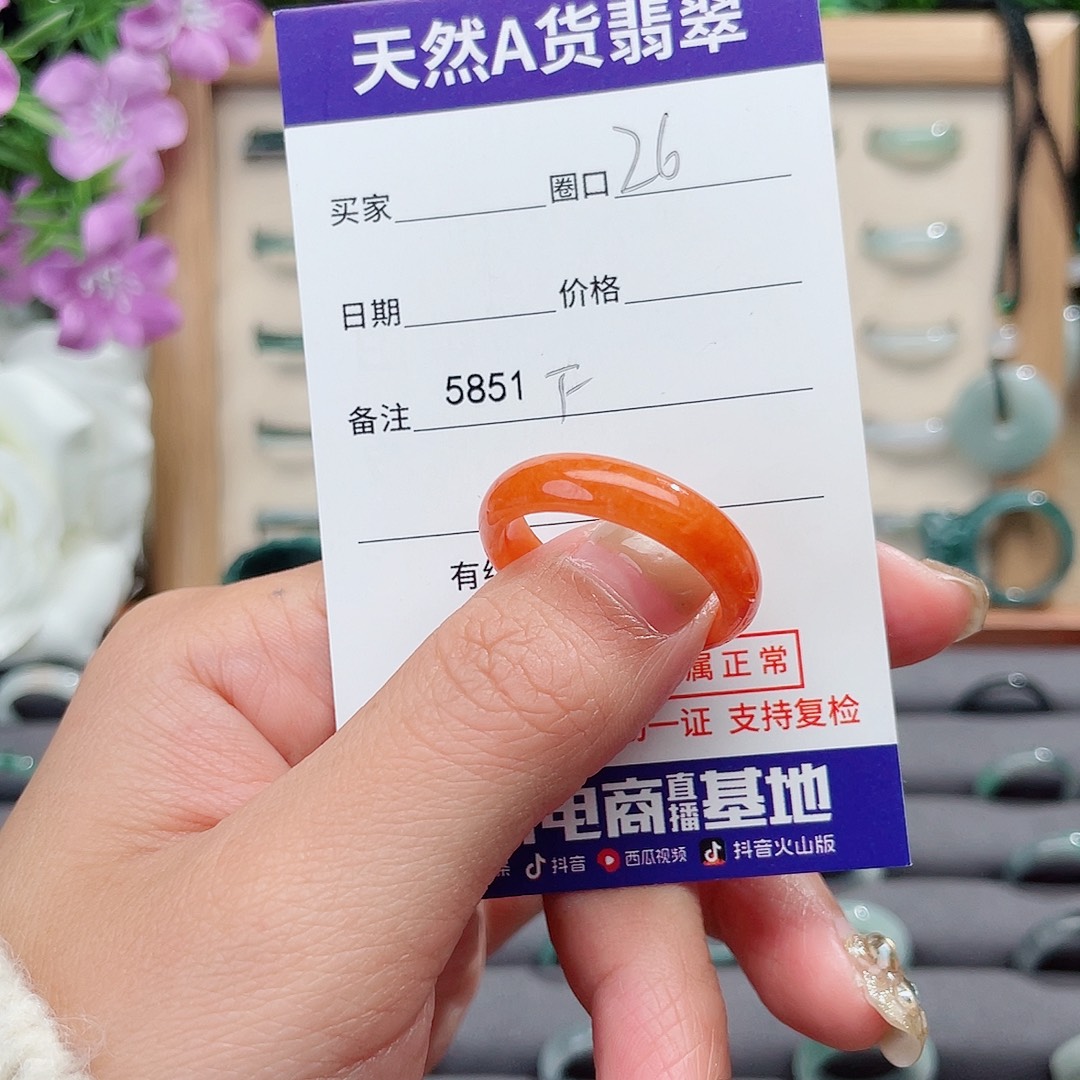 天然A货翡翠
买家 圈口 26
日期 价格
备注 5851 F
有
属正常
一证 支持复检
电商直播基地
抖音 西瓜视频 抖音火山版